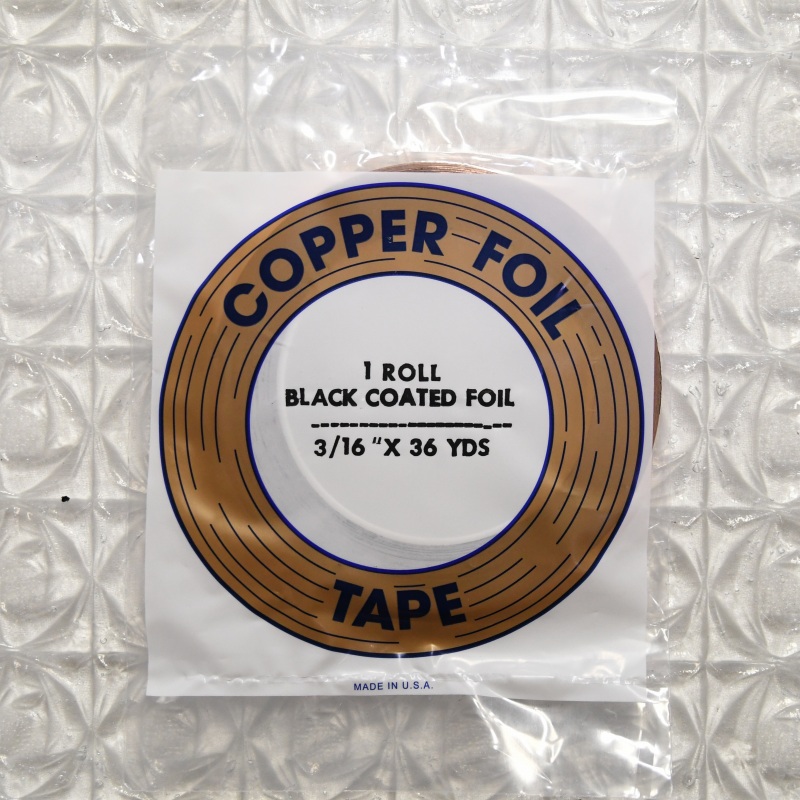 COPPER FOIL
1 ROLL
BLACK COATED FOIL
3/16 "X 36 YDS
TAPE
MADE IN U.S.A.